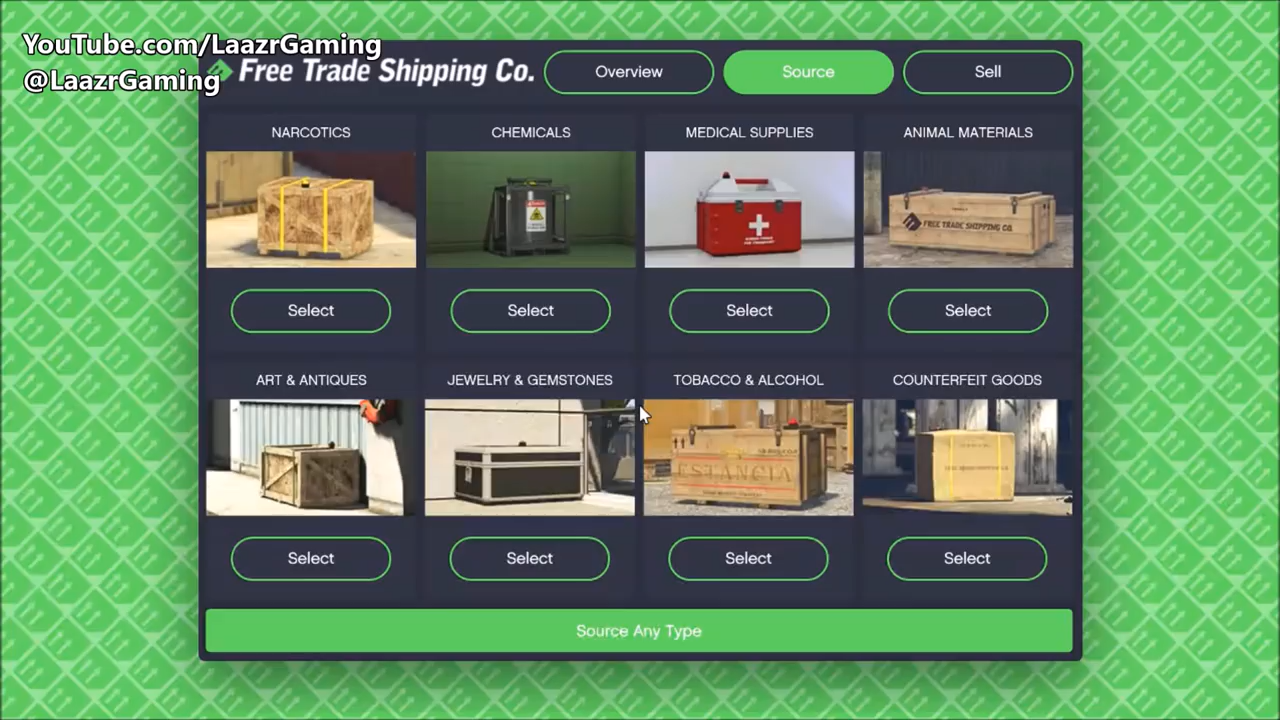 YouTube.com/LaazrGaming
@LaazrGaming
Free Trade Shipping Co.
Overview
Source
Sell
NARCOTICS
CHEMICALS
MEDICAL SUPPLIES
ANIMAL MATERIALS
FREE TRADE SHIPPING CO.
Select
Select
Select
Select
ART & ANTIQUES
JEWELRY & GEMSTONES
TOBACCO & ALCOHOL
COUNTERFEIT GOODS
ESTANCIA
Select
Select
Select
Select
Source Any Type